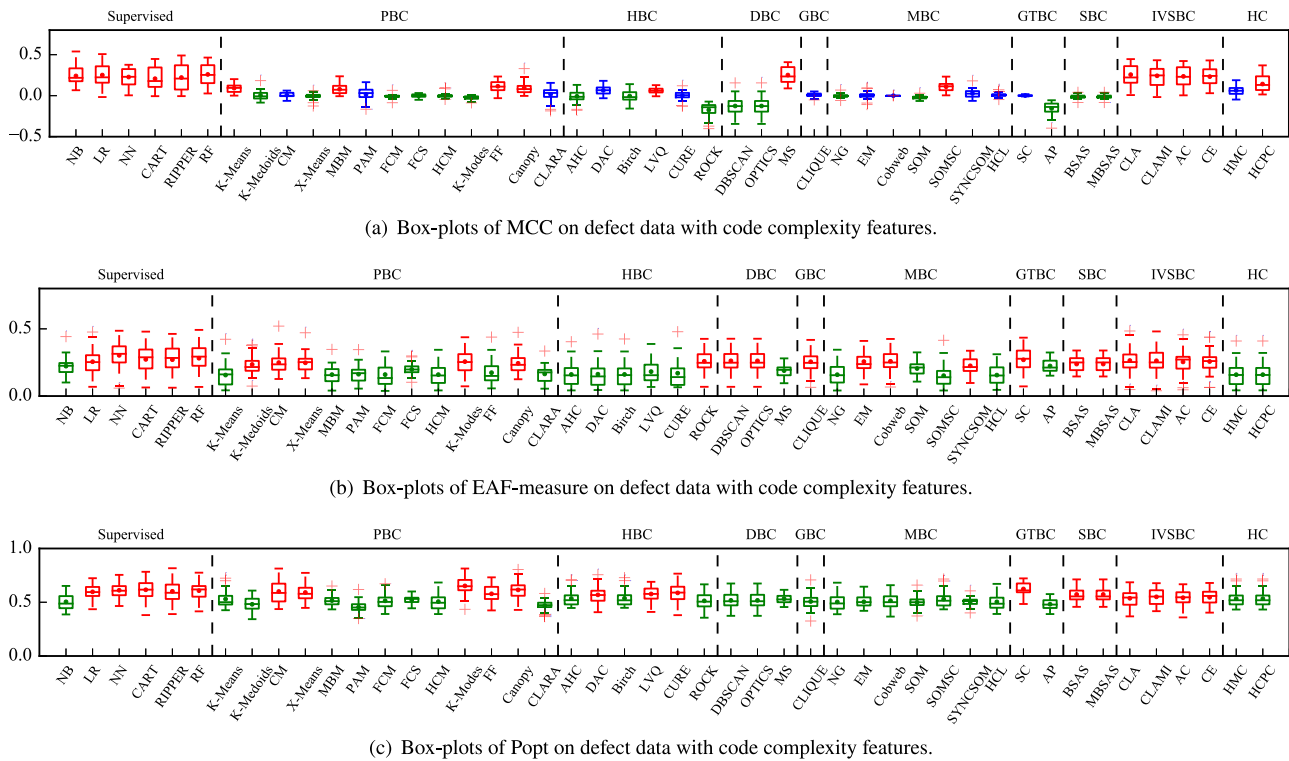 Supervised PBC HBC DBC GBC MBC GTBC SBC IVSBC HC
0.5
0.0
−0.5
NB LR NN CART RIPPER RF K-Means K-Medoids CM X-Means MBM PAM FCM FCS HCM K-Modes FF Canopy CLARA AHC DAC Birch LVQ CURE ROCK DBSCAN OPTICS MS CLIQUE NG EM Cobweb SOM SOMSC SYNCSOM HCL SC AP BSAS MBSAS CLA CLAMI AC CE HMC HCPC
(a) Box-plots of MCC on defect data with code complexity features.
Supervised PBC HBC DBC GBC MBC GTBC SBC IVSBC HC
0.5
0.0
NB LR NN CART RIPPER RF K-Means K-Medoids CM X-Means MBM PAM FCM FCS HCM K-Modes FF Canopy CLARA AHC DAC Birch LVQ CURE ROCK DBSCAN OPTICS MS CLIQUE NG EM Cobweb SOM SOMSC SYNCSOM HCL SC AP BSAS MBSAS CLA CLAMI AC CE HMC HCPC
(b) Box-plots of EAF-measure on defect data with code complexity features.
Supervised PBC HBC DBC GBC MBC GTBC SBC IVSBC HC
1.0
0.5
0.0
NB LR NN CART RIPPER RF K-Means K-Medoids CM X-Means MBM PAM FCM FCS HCM K-Modes FF Canopy CLARA AHC DAC Birch LVQ CURE ROCK DBSCAN OPTICS MS CLIQUE NG EM Cobweb SOM SOMSC SYNCSOM HCL SC AP BSAS MBSAS CLA CLAMI AC CE HMC HCPC
(c) Box-plots of Popt on defect data with code complexity features.